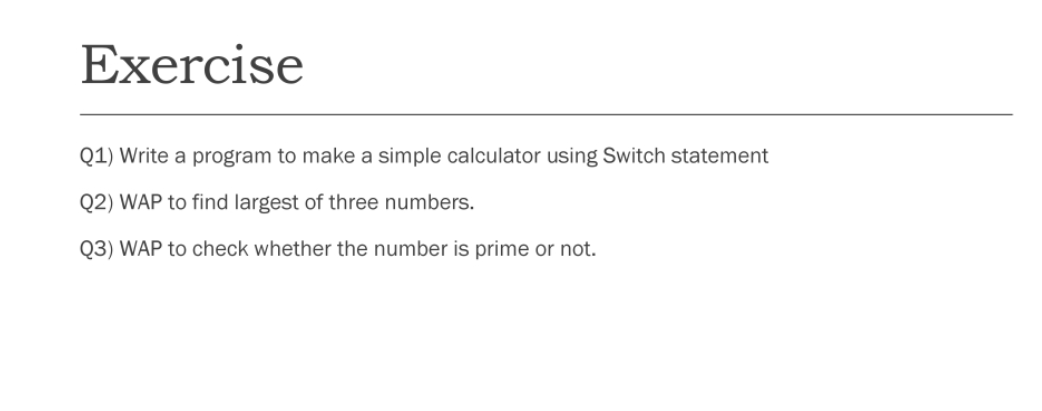 Exercise
Q1) Write a program to make a simple calculator using Switch statement
Q2) WAP to find largest of three numbers.
Q3) WAP to check whether the number is prime or not.